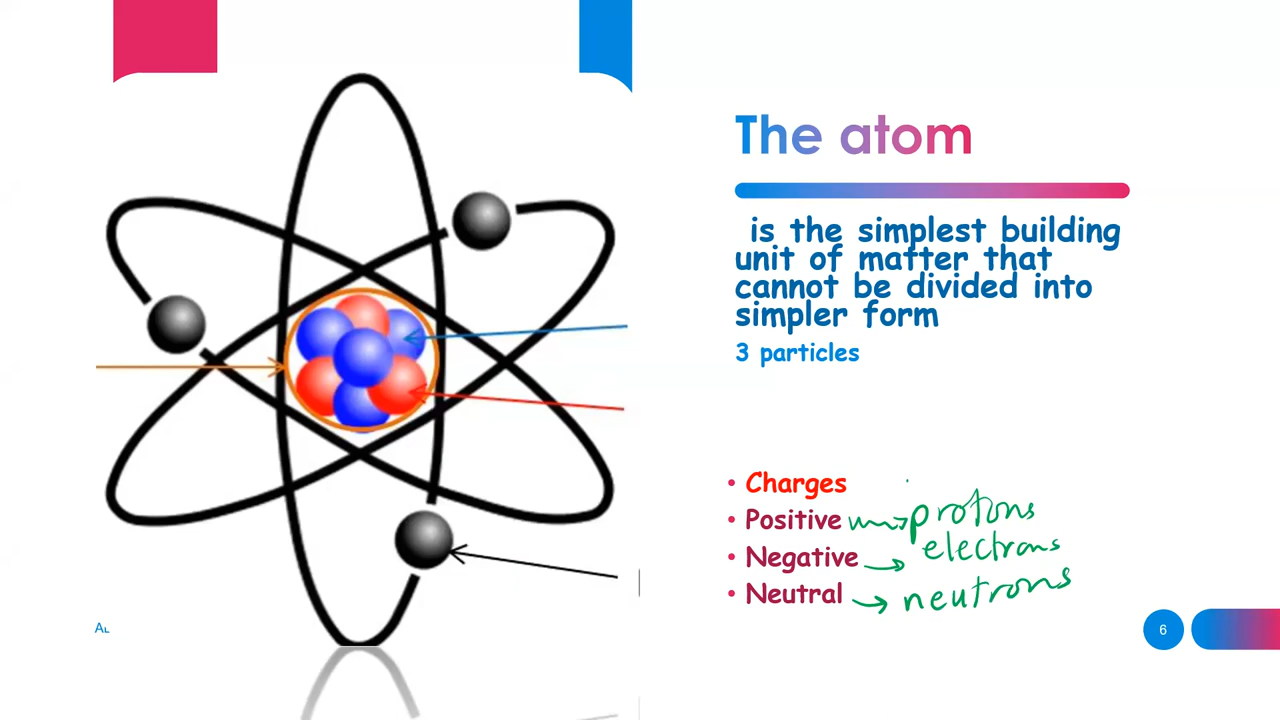 The atom
is the simplest building
unit of matter that
cannot be divided into
simpler form
3 particles
• Charges
• Positive → protons
• Negative → electrons
• Neutral → neutrons
6